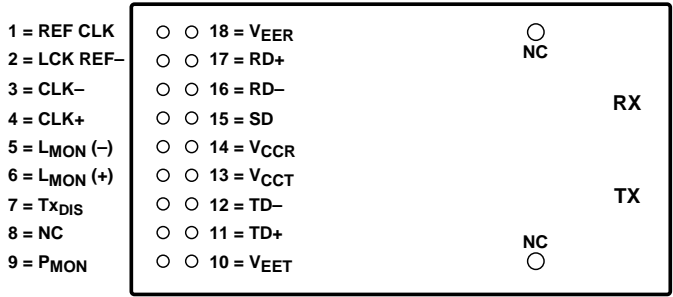 1 = REF CLK
2 = LCK REF–
3 = CLK–
4 = CLK+
5 = LMON (–)
6 = LMON (+)
7 = TxDIS
8 = NC
9 = PMON
18 = VEER
17 = RD+
16 = RD–
15 = SD
14 = VCCR
13 = VCCT
12 = TD–
11 = TD+
10 = VEET
NC
RX
TX
NC